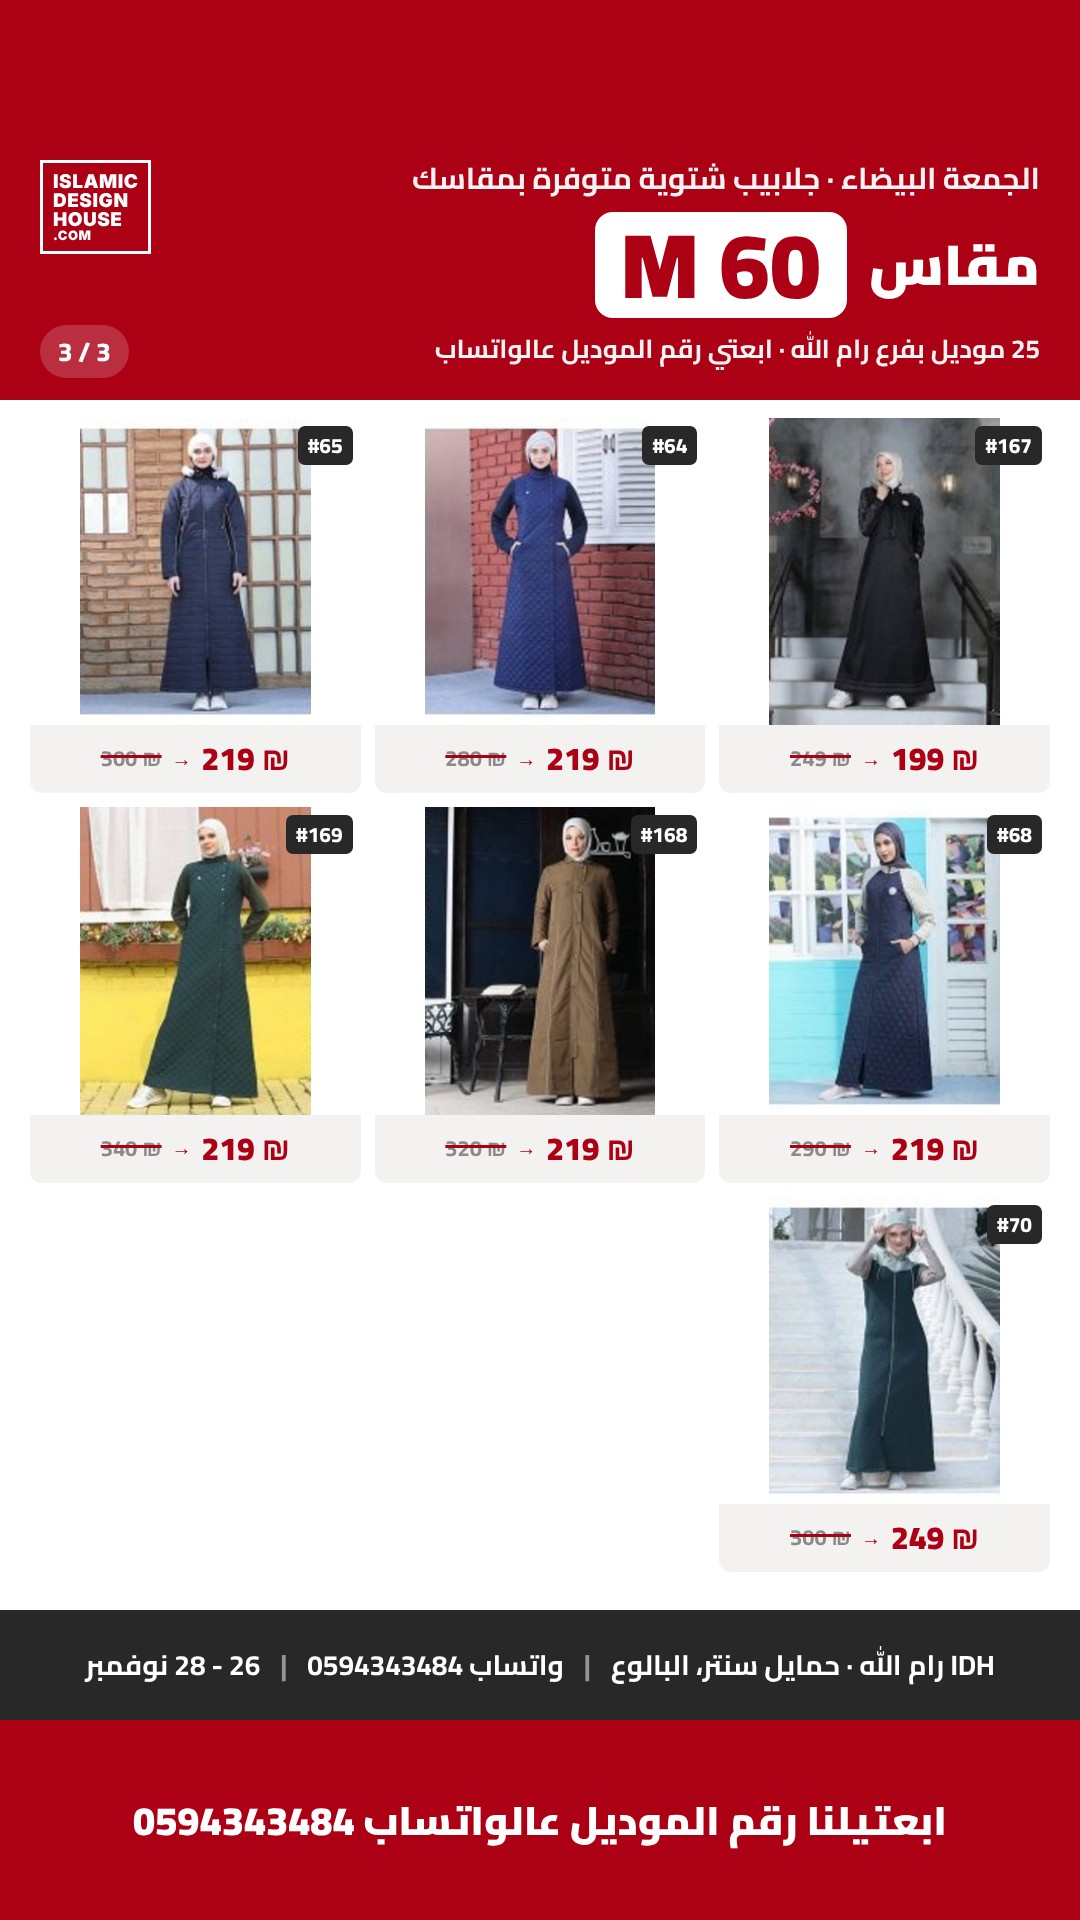 ISLAMIC
DESIGN
HOUSE
.COM
الجمعة البيضاء · جلابيب شتوية متوفرة بمقاسك
مقاس M 60
25 موديل بفرع رام الله · ابعتي رقم الموديل عالواتساب
3 / 3
#167
249 ₪ → 199 ₪
#64
280 ₪ → 219 ₪
#65
300 ₪ → 219 ₪
#68
290 ₪ → 219 ₪
#168
320 ₪ → 219 ₪
#169
340 ₪ → 219 ₪
#70
300 ₪ → 249 ₪
IDH رام الله · حمايل سنتر، البالوع | واتساب 0594343484 | 26 - 28 نوفمبر
ابعتيلنا رقم الموديل عالواتساب 0594343484